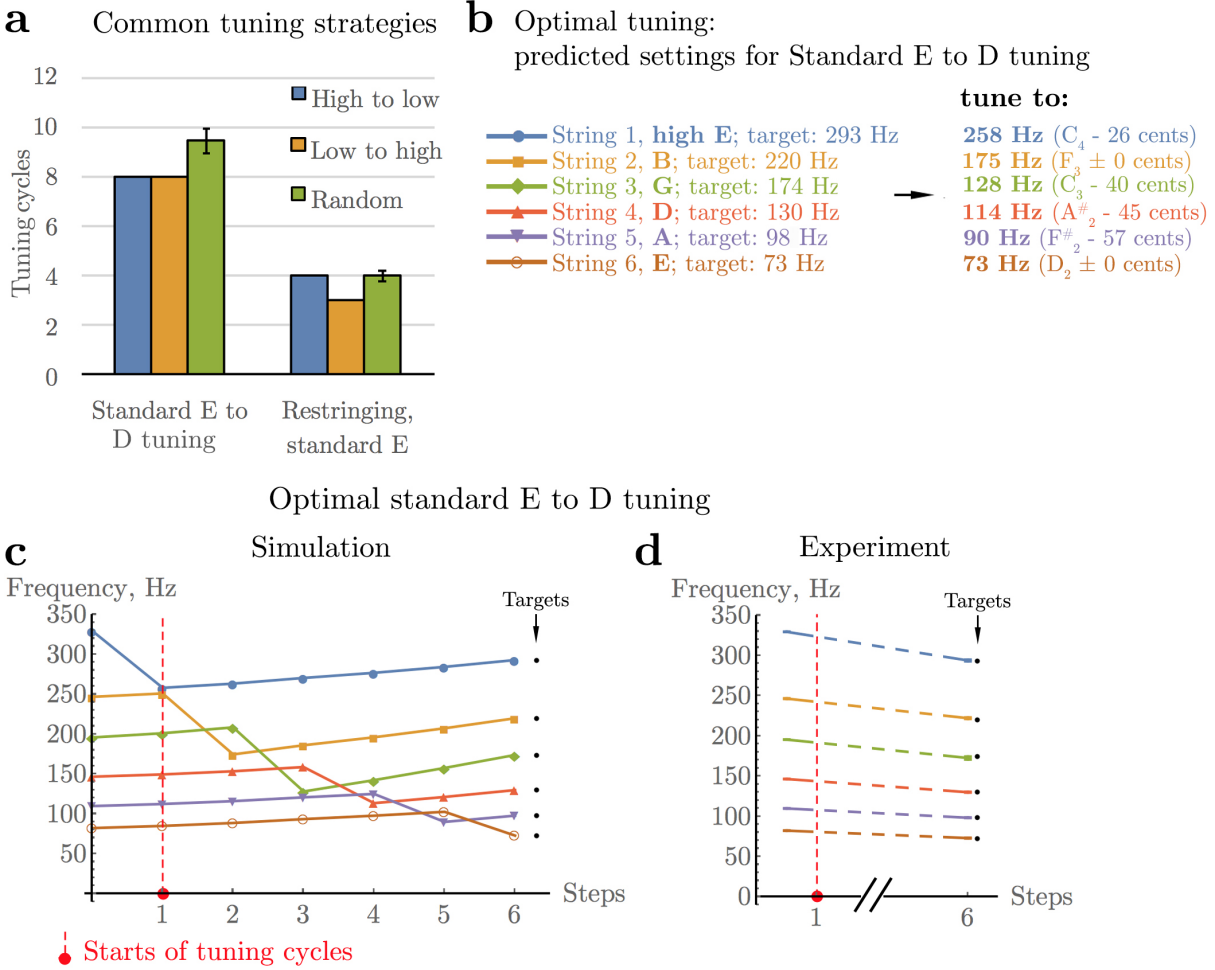 a Common tuning strategies
12
10
8
6
4
2
0
Tuning cycles
High to low
Low to high
Random
Standard E to
D tuning
Restringing,
standard E
b Optimal tuning:
predicted settings for Standard E to D tuning
tune to:
String 1, high E; target: 293 Hz 258 Hz (C₄ - 26 cents)
String 2, B; target: 220 Hz 175 Hz (F₃ ± 0 cents)
String 3, G; target: 174 Hz 128 Hz (C₃ - 40 cents)
String 4, D; target: 130 Hz 114 Hz (A#₂ - 45 cents)
String 5, A; target: 98 Hz 90 Hz (F#₂ - 57 cents)
String 6, E; target: 73 Hz 73 Hz (D₂ ± 0 cents)
Optimal standard E to D tuning
c Simulation
Frequency, Hz
Targets
350
300
250
200
150
100
50
1 2 3 4 5 6
Steps
Starts of tuning cycles
d Experiment
Frequency, Hz
Targets
350
300
250
200
150
100
50
0
1 6
Steps